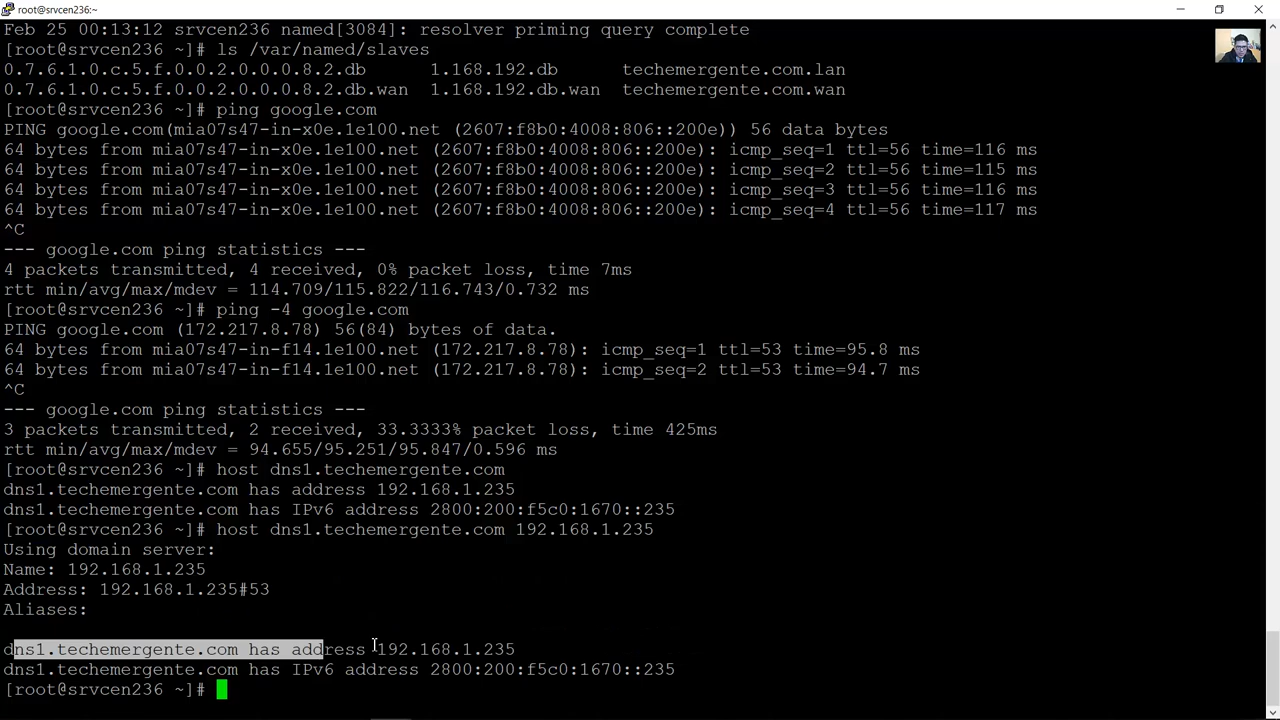 root@srvcen236:~
Feb 25 00:13:12 srvcen236 named[3084]: resolver priming query complete
[root@srvcen236 ~]# ls /var/named/slaves
0.7.6.1.0.c.5.f.0.0.2.0.0.0.8.2.db 1.168.192.db techemergente.com.lan
0.7.6.1.0.c.5.f.0.0.2.0.0.0.8.2.db.wan 1.168.192.db.wan techemergente.com.wan
[root@srvcen236 ~]# ping google.com
PING google.com(mia07s47-in-x0e.1e100.net (2607:f8b0:4008:806::200e)) 56 data bytes
64 bytes from mia07s47-in-x0e.1e100.net (2607:f8b0:4008:806::200e): icmp_seq=1 ttl=56 time=116 ms
64 bytes from mia07s47-in-x0e.1e100.net (2607:f8b0:4008:806::200e): icmp_seq=2 ttl=56 time=115 ms
64 bytes from mia07s47-in-x0e.1e100.net (2607:f8b0:4008:806::200e): icmp_seq=3 ttl=56 time=116 ms
64 bytes from mia07s47-in-x0e.1e100.net (2607:f8b0:4008:806::200e): icmp_seq=4 ttl=56 time=117 ms
^C
--- google.com ping statistics ---
4 packets transmitted, 4 received, 0% packet loss, time 7ms
rtt min/avg/max/mdev = 114.709/115.822/116.743/0.732 ms
[root@srvcen236 ~]# ping -4 google.com
PING google.com (172.217.8.78) 56(84) bytes of data.
64 bytes from mia07s47-in-f14.1e100.net (172.217.8.78): icmp_seq=1 ttl=53 time=95.8 ms
64 bytes from mia07s47-in-f14.1e100.net (172.217.8.78): icmp_seq=2 ttl=53 time=94.7 ms
^C
--- google.com ping statistics ---
3 packets transmitted, 2 received, 33.3333% packet loss, time 425ms
rtt min/avg/max/mdev = 94.655/95.251/95.847/0.596 ms
[root@srvcen236 ~]# host dns1.techemergente.com
dns1.techemergente.com has address 192.168.1.235
dns1.techemergente.com has IPv6 address 2800:200:f5c0:1670::235
[root@srvcen236 ~]# host dns1.techemergente.com 192.168.1.235
Using domain server:
Name: 192.168.1.235
Address: 192.168.1.235#53
Aliases:
dns1.techemergente.com has address 192.168.1.235
dns1.techemergente.com has IPv6 address 2800:200:f5c0:1670::235
[root@srvcen236 ~]#